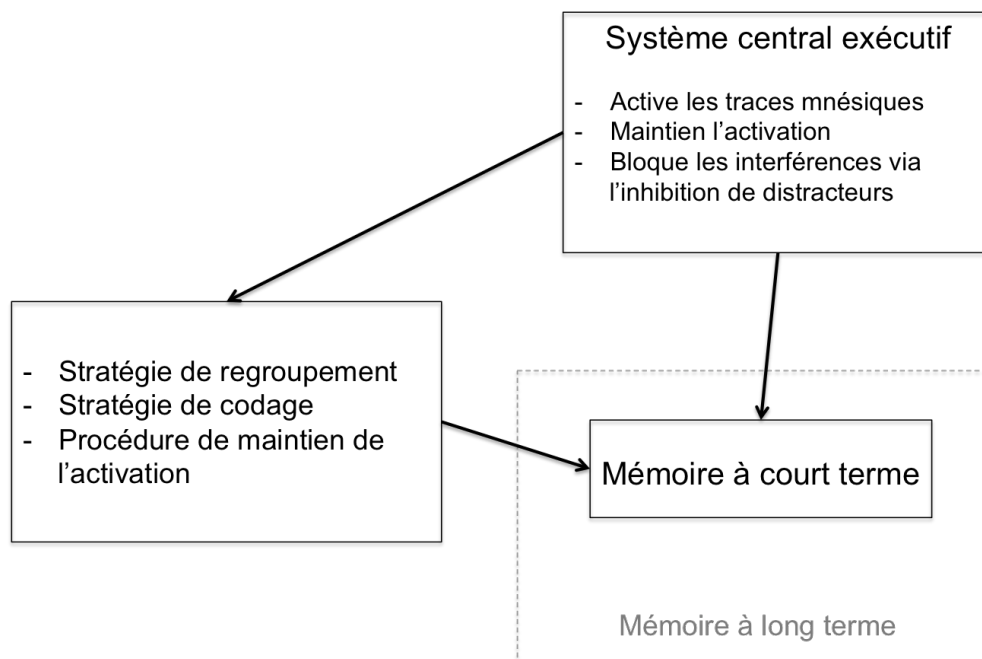 Système central exécutif
- Active les traces mnésiques
- Maintien l’activation
- Bloque les interférences via
l’inhibition de distracteurs
- Stratégie de regroupement
- Stratégie de codage
- Procédure de maintien de
l’activation
Mémoire à court terme
Mémoire à long terme